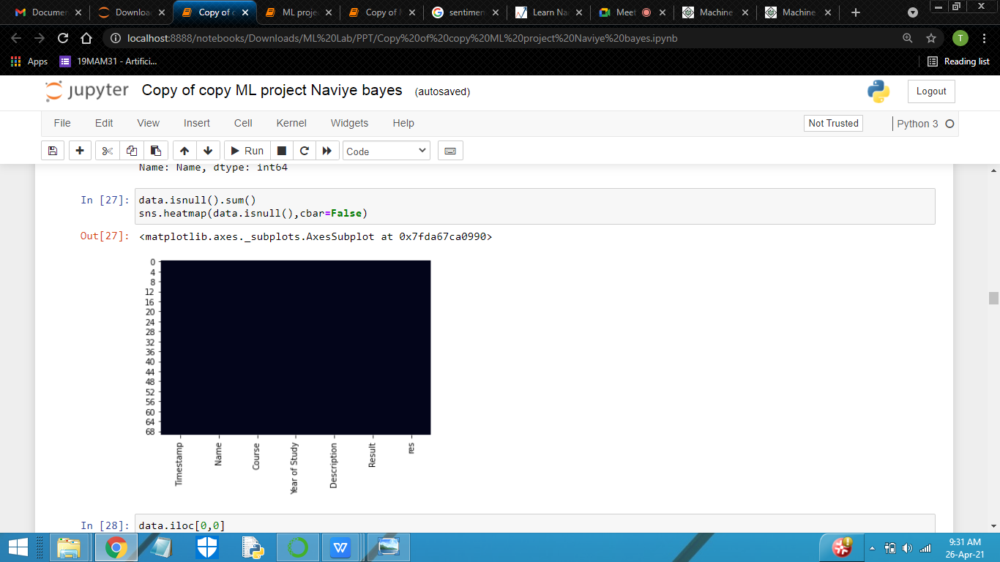 Documen
Downloa
Copy of c
ML proje
Copy of
sentimen
Learn Na
Meet
Machine
Machine
localhost:8888/notebooks/Downloads/ML%20Lab/PPT/Copy%20of%20copy%20ML%20project%20Naviye%20bayes.ipynb
T
Apps
19MAM31 - Artifici...
Reading list
jupyter
Copy of copy ML project Naviye bayes (autosaved)
Logout
File Edit View Insert Cell Kernel Widgets Help
Not Trusted
Python 3
Run
Code
Name: Name, dtype: int64
In [27]:
data.isnull().sum()
sns.heatmap(data.isnull(),cbar=False)
Out[27]:
<matplotlib.axes._subplots.AxesSubplot at 0x7fda67ca0990>
0
4
8
12
16
20
24
28
32
36
40
44
48
52
56
60
64
68
Timestamp
Name
Course
Year of Study
Description
Result
res
In [28]:
data.iloc[0,0]
W
9:31 AM
26-Apr-21